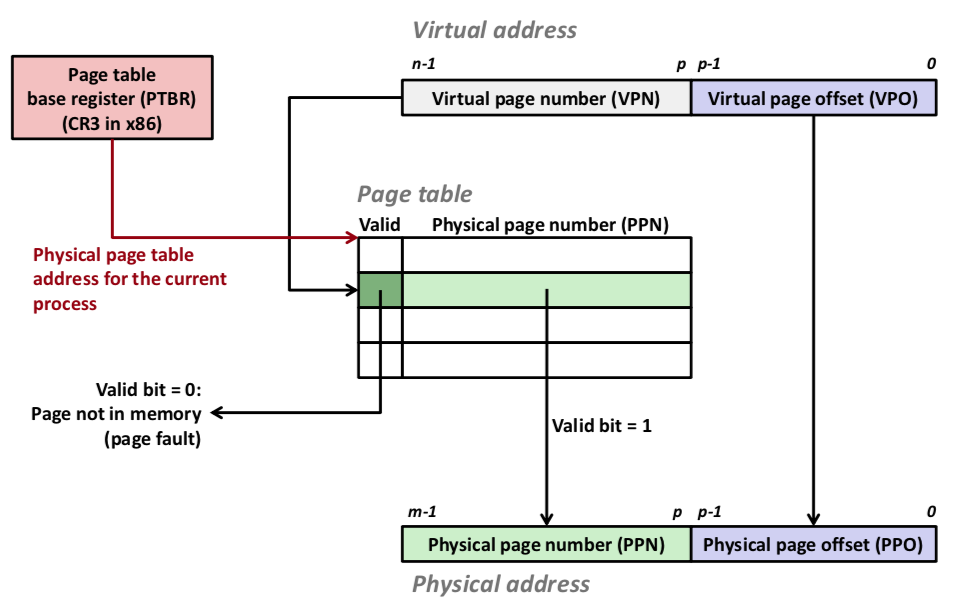 Virtual address
n-1 p p-1 0
Page table
base register (PTBR)
(CR3 in x86)
Virtual page number (VPN) Virtual page offset (VPO)
Page table
Valid Physical page number (PPN)
Physical page table
address for the current
process
Valid bit = 0:
Page not in memory
(page fault)
Valid bit = 1
m-1 p p-1 0
Physical page number (PPN) Physical page offset (PPO)
Physical address